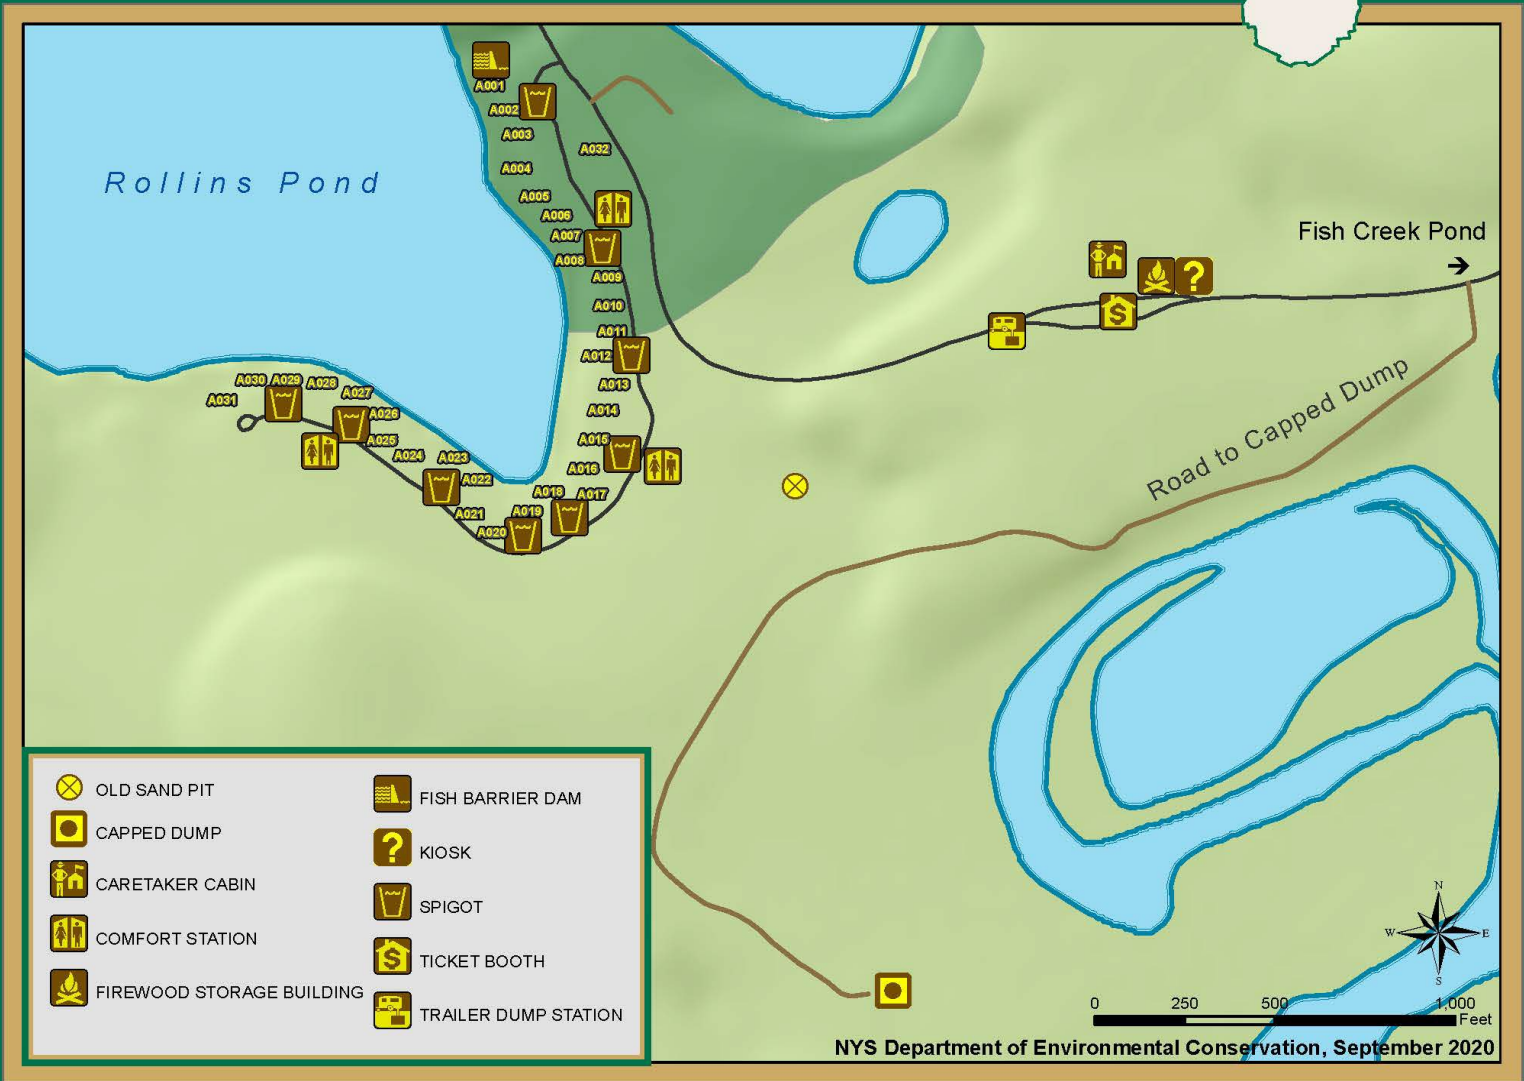 A001
A002
A003
A032
A004
Rollins Pond
A005
A006
A007
A008
Fish Creek Pond
A009
A010
A011
A012
$
?
A030 A029 A028
A013
A027
A031
A014
A026
Road to Capped Dump
A025
A015
A024 A023
A016
A022
A018 A017
A021
A019
A020
OLD SAND PIT
CAPPED DUMP
CARETAKER CABIN
COMFORT STATION
FIREWOOD STORAGE BUILDING
FISH BARRIER DAM
? KIOSK
SPIGOT
$ TICKET BOOTH
TRAILER DUMP STATION
N
W E
S
0 250 500 1,000
Feet
NYS Department of Environmental Conservation, September 2020